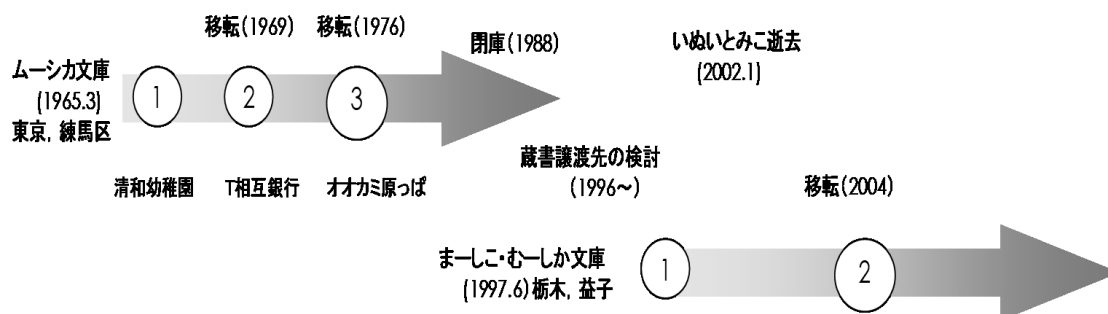 移転(1969)
移転(1976)
閉庫(1988)
いぬいとみこ逝去
(2002.1)
ムーシカ文庫
(1965.3)
東京, 練馬区
1
2
3
清和幼稚園
T相互銀行
オオカミ原っぱ
蔵書譲渡先の検討
(1996~)
移転(2004)
まーしこ・むーしか文庫
(1997.6)栃木, 益子
1
2